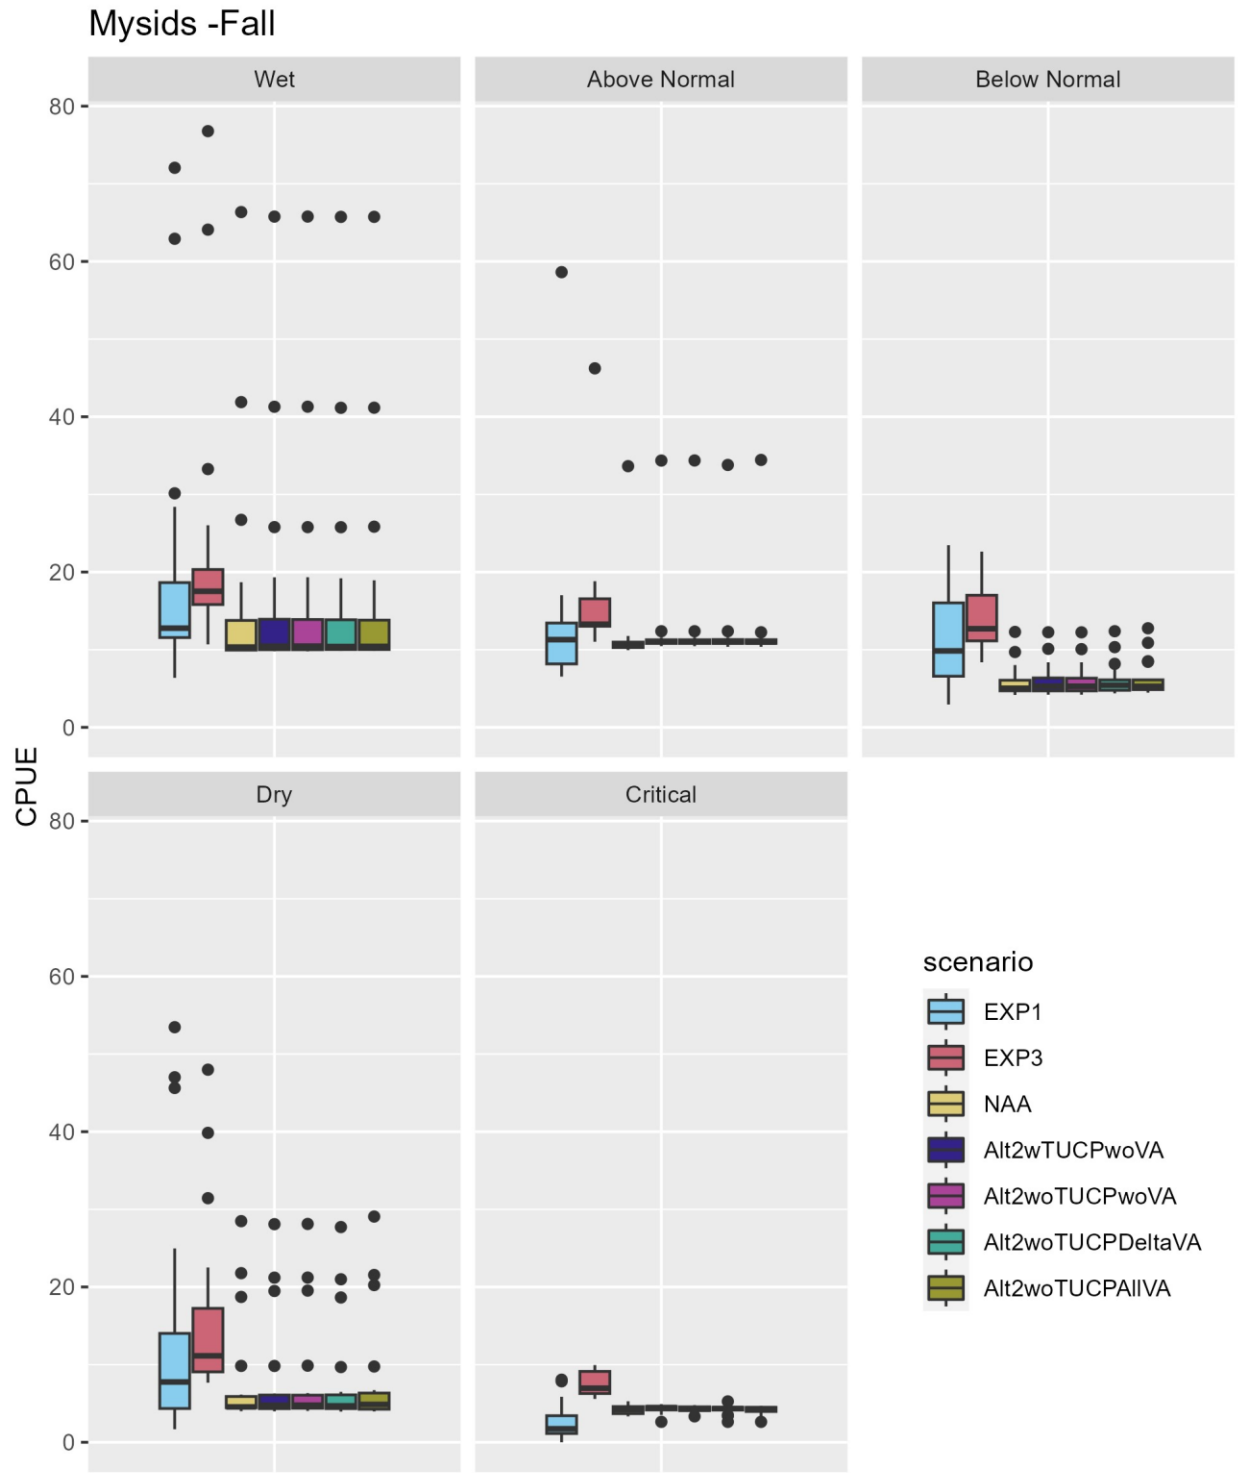 Mysids -Fall
Wet
Above Normal
Below Normal
80
60
40
20
0
CPUE
Dry
Critical
80
60
40
20
0
scenario
EXP1
EXP3
NAA
Alt2wTUCPwoVA
Alt2woTUCPwoVA
Alt2woTUCPDeltaVA
Alt2woTUCPAllVA